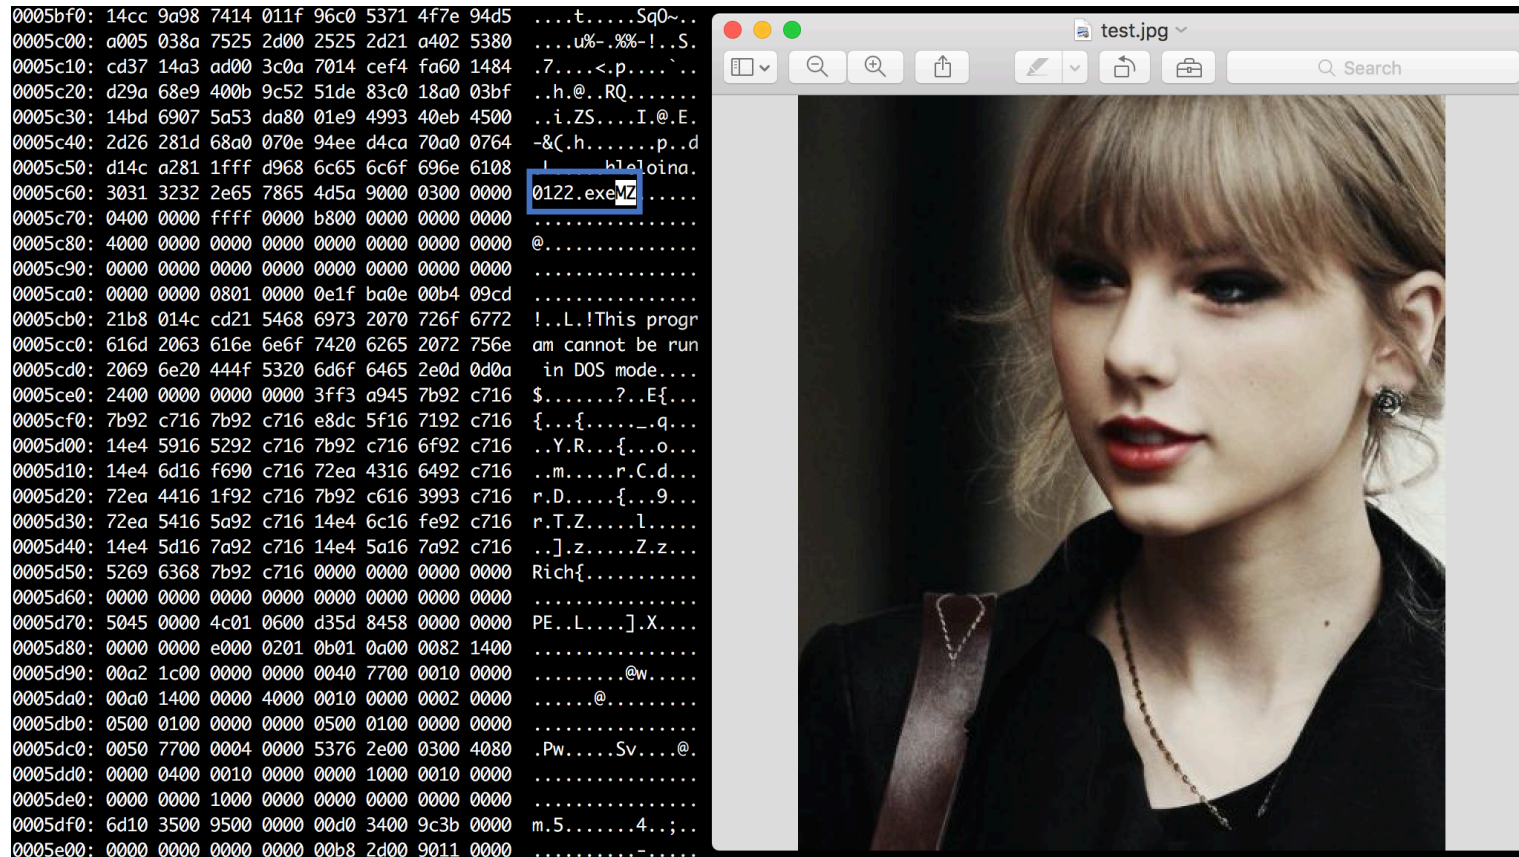 0005bf0: 14cc 9a98 7414 011f 96c0 5371 4f7e 94d5 ....t.....SqO~..
0005c00: a005 038a 7525 2d00 2525 2d21 a402 5380 ....u%-.%%-!..S.
0005c10: cd37 14a3 ad00 3c0a 7014 cef4 fa60 1484 .7....<.p....`..
0005c20: d29a 68e9 400b 9c52 51de 83c0 18a0 03bf ..h.@..RQ.......
0005c30: 14bd 6907 5a53 da80 01e9 4993 40eb 4500 ..i.ZS....I.@.E.
0005c40: 2d26 281d 68a0 070e 94ee d4ca 70a0 0764 -&(.h.......p..d
0005c50: d14c a281 1fff d968 6c65 6c6f 696e 6108 .L.....hleloina.
0005c60: 3031 3232 2e65 7865 4d5a 9000 0300 0000 0122.exeMZ......
0005c70: 0400 0000 ffff 0000 b800 0000 0000 0000 ................
0005c80: 4000 0000 0000 0000 0000 0000 0000 0000 @...............
0005c90: 0000 0000 0000 0000 0000 0000 0000 0000 ................
0005ca0: 0000 0000 0801 0000 0e1f ba0e 00b4 09cd ................
0005cb0: 21b8 014c cd21 5468 6973 2070 726f 6772 !..L.!This progr
0005cc0: 616d 2063 616e 6e6f 7420 6265 2072 756e am cannot be run
0005cd0: 2069 6e20 444f 5320 6d6f 6465 2e0d 0d0a  in DOS mode....
0005ce0: 2400 0000 0000 0000 3ff3 a945 7b92 c716 $.......?..E{...
0005cf0: 7b92 c716 7b92 c716 e8dc 5f16 7192 c716 {...{....._.q...
0005d00: 14e4 5916 5292 c716 7b92 c716 6f92 c716 ..Y.R...{...o...
0005d10: 14e4 6d16 f690 c716 72ea 4316 6492 c716 ..m.....r.C.d...
0005d20: 72ea 4416 1f92 c716 7b92 c616 3993 c716 r.D.....{...9...
0005d30: 72ea 5416 5a92 c716 14e4 6c16 fe92 c716 r.T.Z.....l.....
0005d40: 14e4 5d16 7a92 c716 14e4 5a16 7a92 c716 ..].z.....Z.z...
0005d50: 5269 6368 7b92 c716 0000 0000 0000 0000 Rich{...........
0005d60: 0000 0000 0000 0000 0000 0000 0000 0000 ................
0005d70: 5045 0000 4c01 0600 d35d 8458 0000 0000 PE..L....].X....
0005d80: 0000 0000 e000 0201 0b01 0a00 0082 1400 ................
0005d90: 00a2 1c00 0000 0000 0040 7700 0010 0000 .........@w.....
0005da0: 00a0 1400 0000 4000 0010 0000 0002 0000 ......@.........
0005db0: 0500 0100 0000 0000 0500 0100 0000 0000 ................
0005dc0: 0050 7700 0004 0000 5376 2e00 0300 4080 .Pw.....Sv....@.
0005dd0: 0000 0400 0010 0000 0000 1000 0010 0000 ................
0005de0: 0000 0000 1000 0000 0000 0000 0000 0000 ................
0005df0: 6d10 3500 9500 0000 00d0 3400 9c3b 0000 m.5.......4..;..
0005e00: 0000 0000 0000 0000 00b8 2d00 9011 0000 ..........-.....
test.jpg
Search